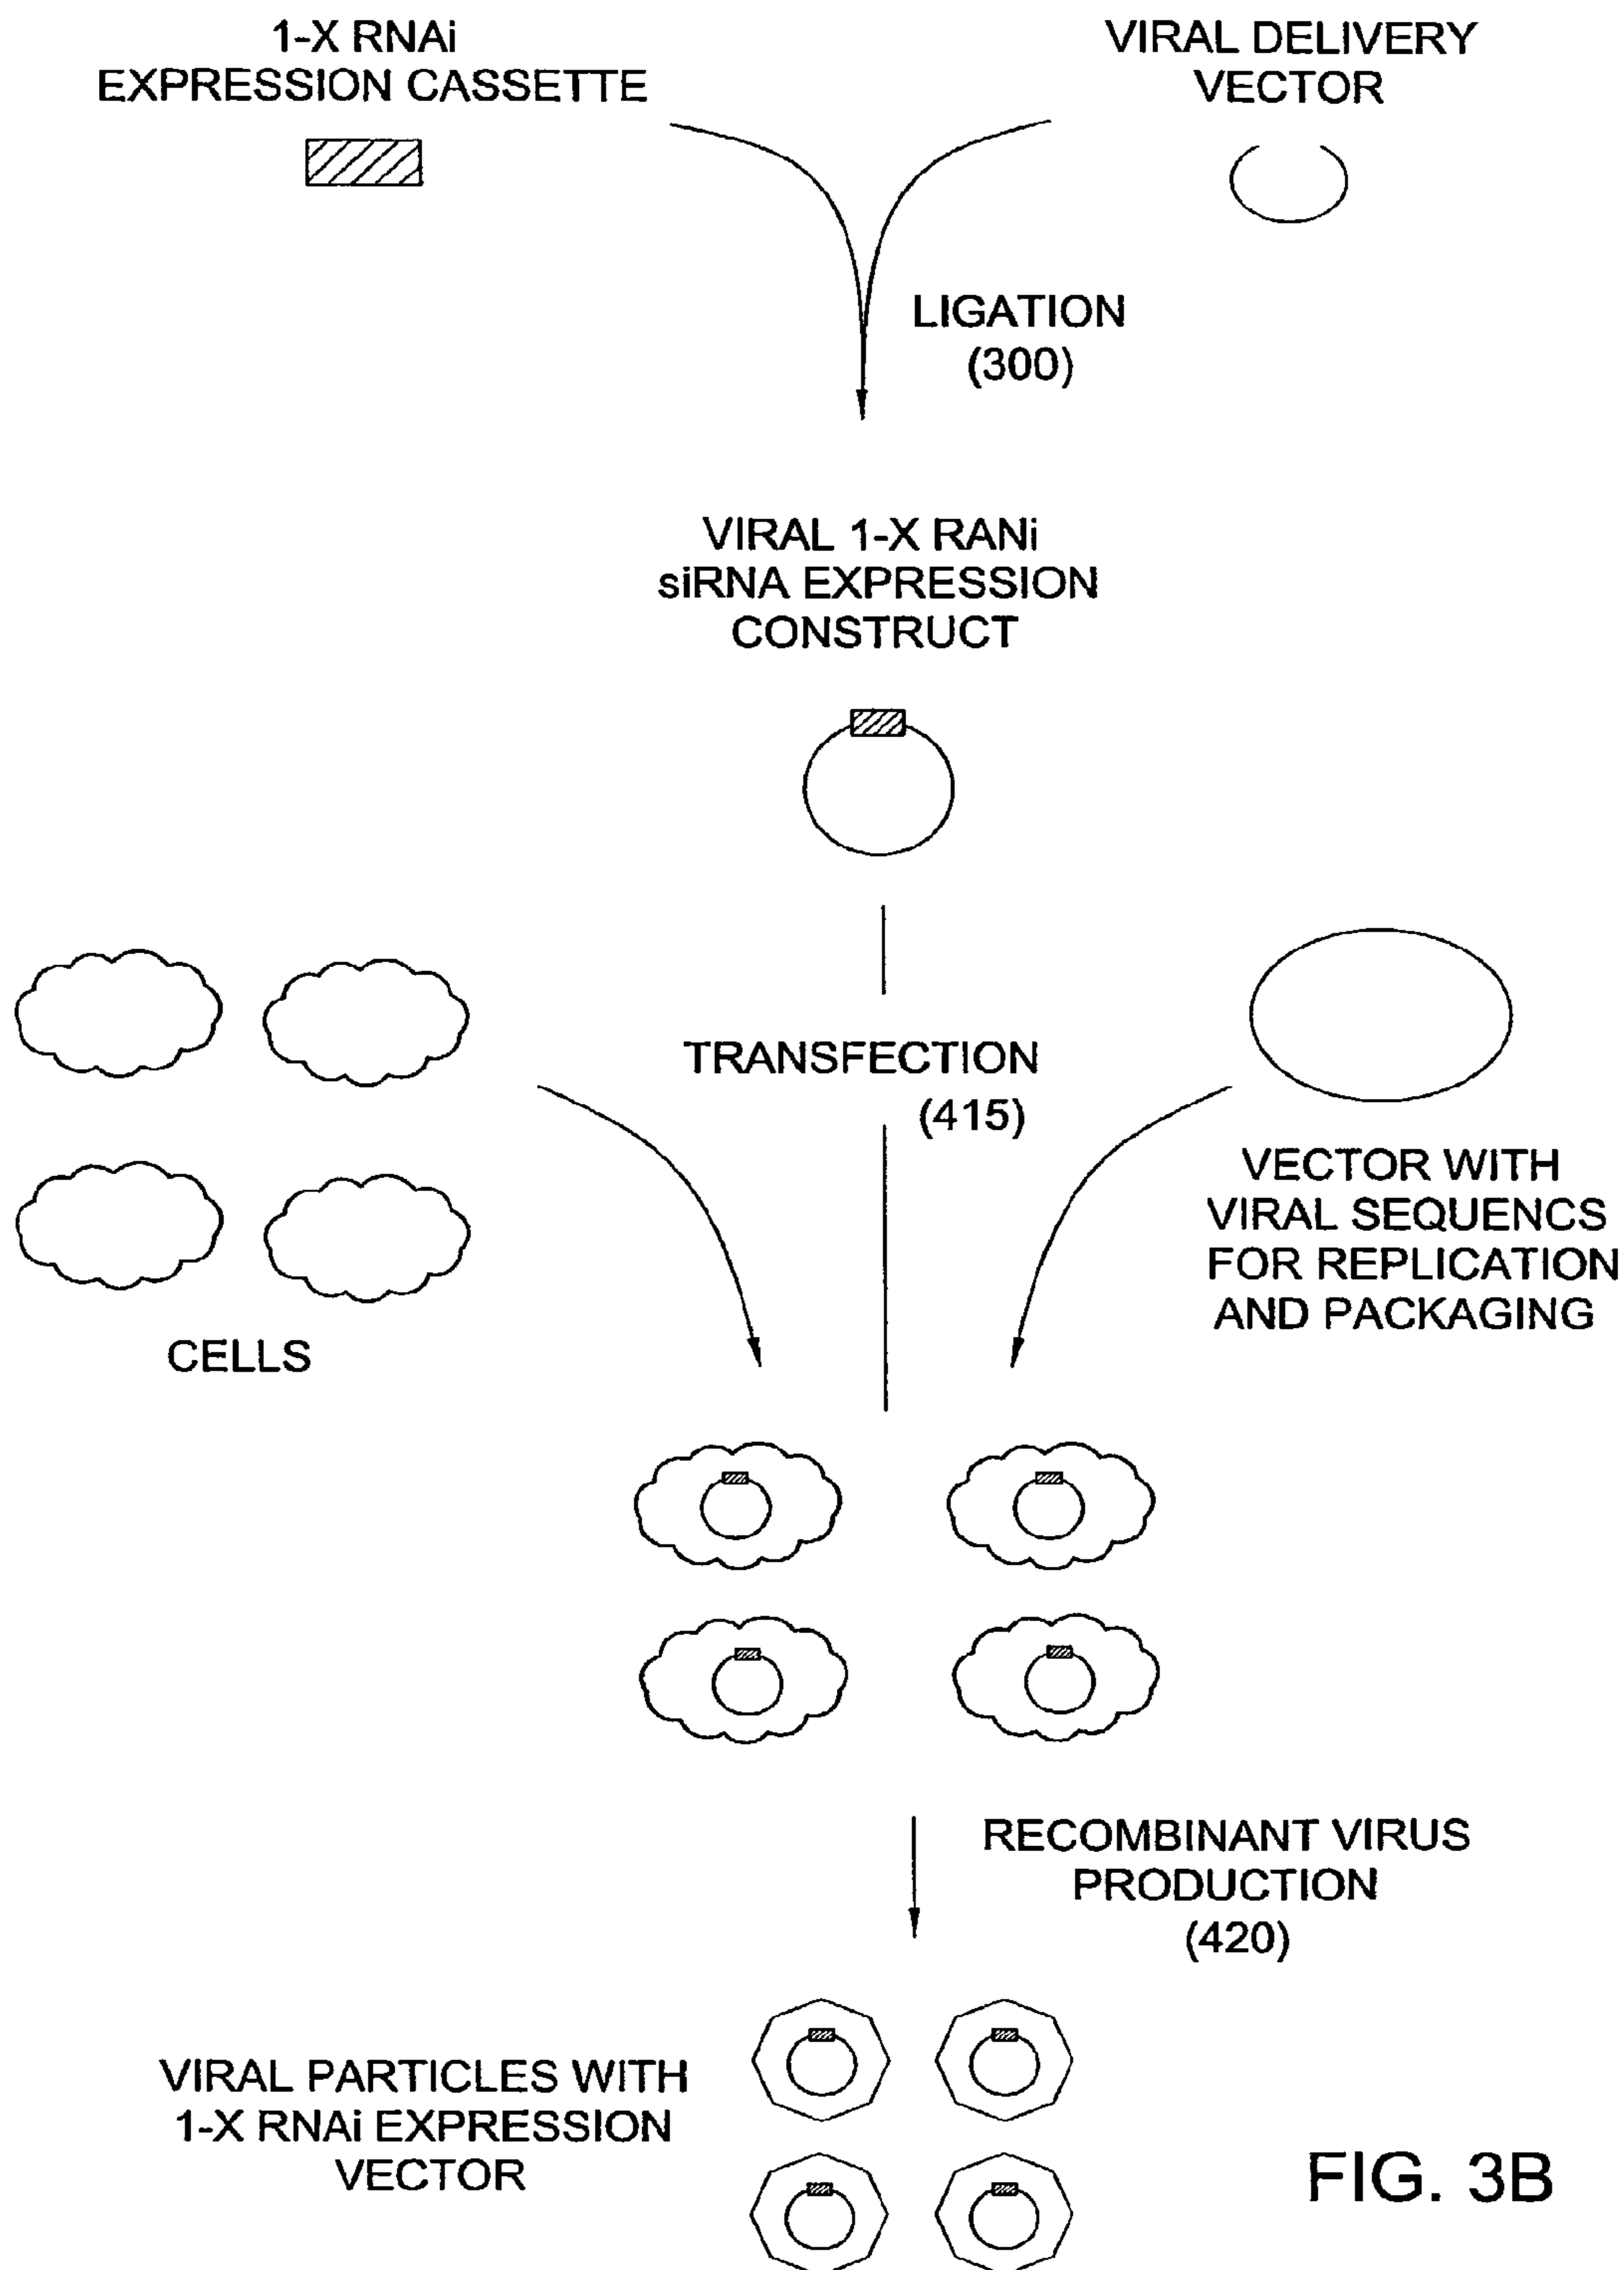 1-X RNAi
EXPRESSION CASSETTE
VIRAL DELIVERY
VECTOR
LIGATION
(300)
VIRAL 1-X RANi
siRNA EXPRESSION
CONSTRUCT
TRANSFECTION
(415)
VECTOR WITH
VIRAL SEQUENCS
FOR REPLICATION
AND PACKAGING
CELLS
RECOMBINANT VIRUS
PRODUCTION
(420)
VIRAL PARTICLES WITH
1-X RNAi EXPRESSION
VECTOR
FIG. 3B